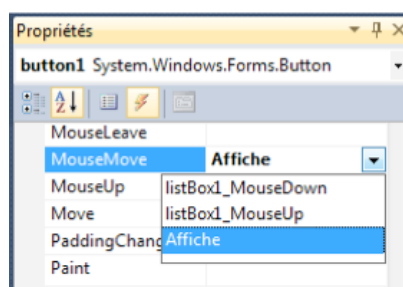 Propriétés
button1 System.Windows.Forms.Button
MouseLeave
MouseMove Affiche
MouseUp listBox1_MouseDown
Move listBox1_MouseUp
PaddingChang Affiche
Paint